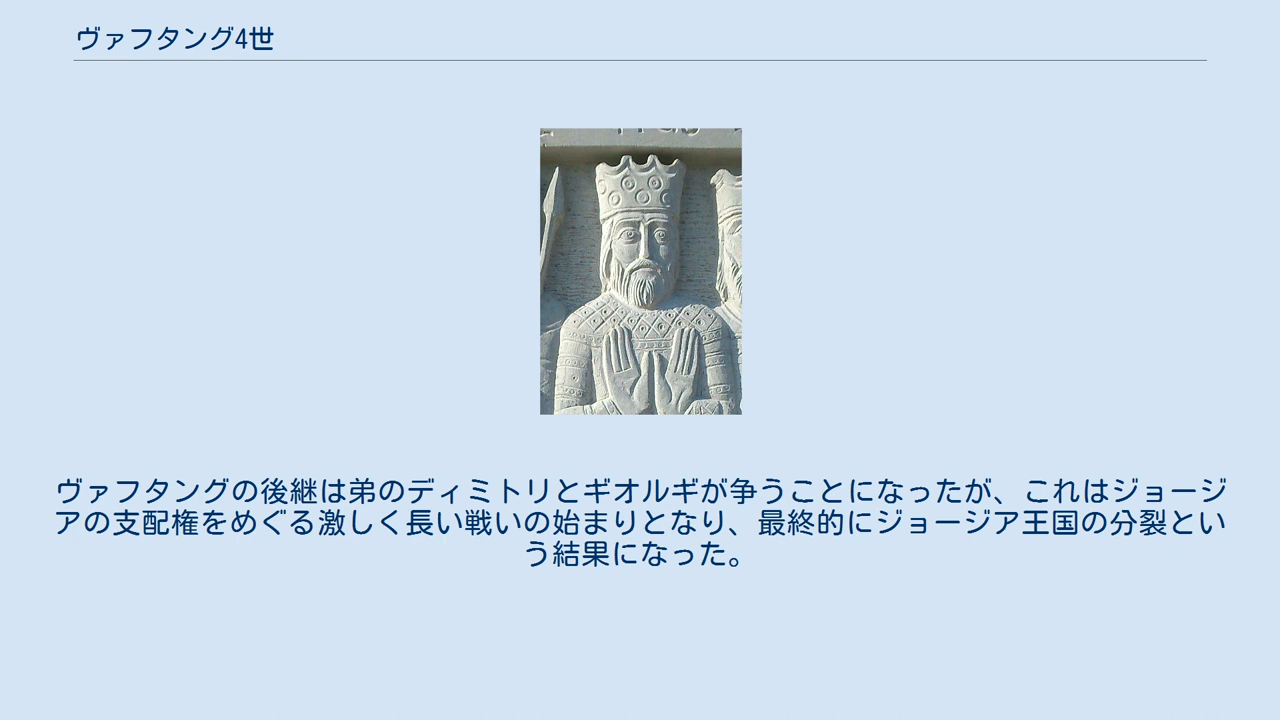 ヴァフタング4世
ヴァフタングの後継は弟のディミトリとギオルギが争うことになったが、これはジョージ
アの支配権をめぐる激しく長い戦いの始まりとなり、最終的にジョージア王国の分裂とい
う結果になった。